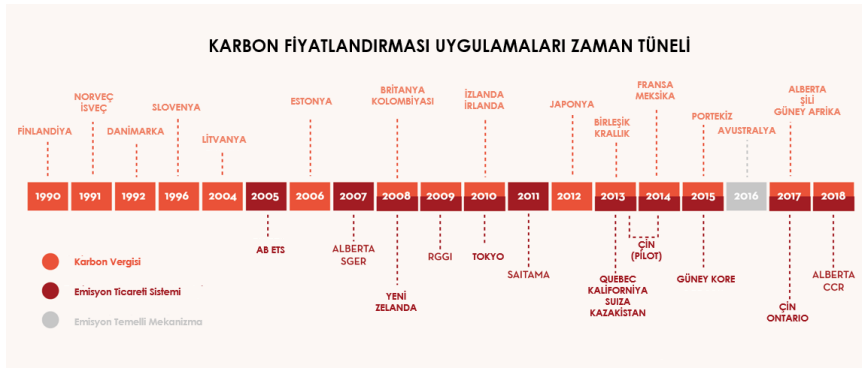 KARBON FİYATLANDIRMASI UYGULAMALARI ZAMAN TÜNELİ
FİNLANDİYA
NORVEÇ
İSVEÇ
DANİMARKA
SLOVENYA
LİTVANYA
ESTONYA
BRİTANYA
KOLOMBİYASI
İZLANDA
İRLANDA
JAPONYA
BİRLEŞİK
KRALLIK
FRANSA
MEKSİKA
PORTEKİZ
AVUSTRALYA
ALBERTA
ŞİLİ
GÜNEY AFRIKA
1990 1991 1992 1996 2004 2005 2006 2007 2008 2009 2010 2011 2012 2013 2014 2015 2016 2017 2018
AB ETS
ALBERTA
SGER
YENİ
ZELANDA
RGGI
TOKYO
SAITAMA
QUEBEC
KALİFORNİYA
SUIZA
KAZAKİSTAN
ÇİN
(PİLOT)
GÜNEY KORE
ÇİN
ONTARIO
ALBERTA
CCR
Karbon Vergisi
Emisyon Ticareti Sistemi
Emisyon Temelli Mekanizma